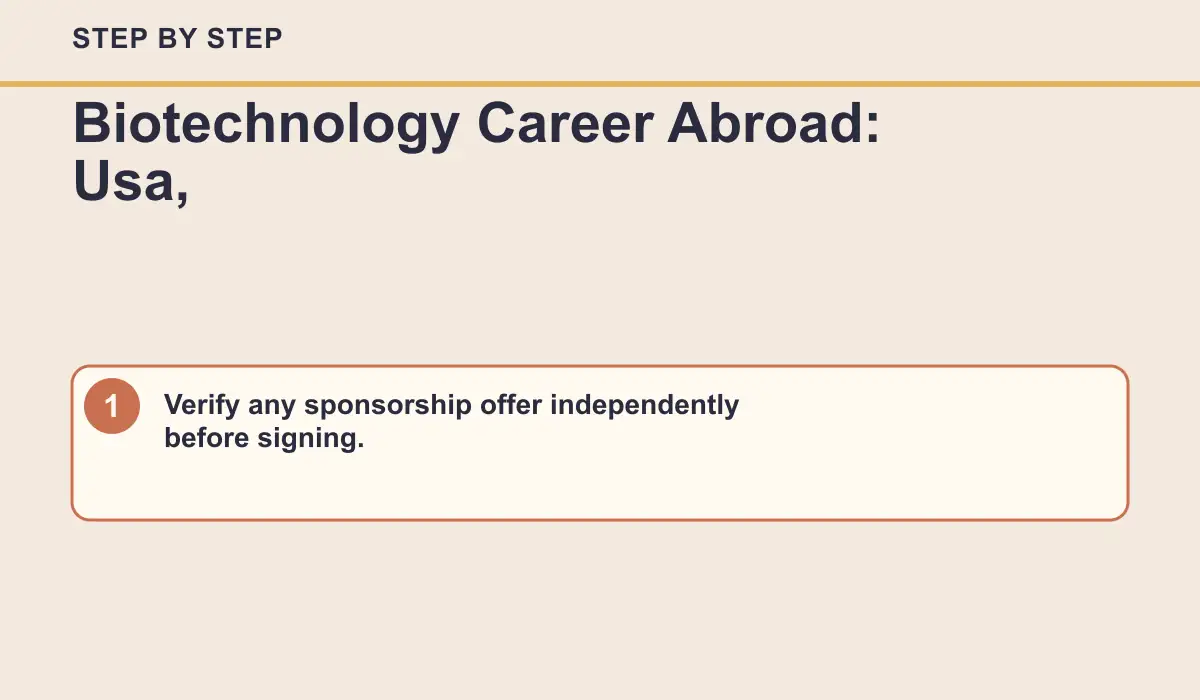 STEP BY STEP
Biotechnology Career Abroad:
Usa,
1
Verify any sponsorship offer independently
before signing.